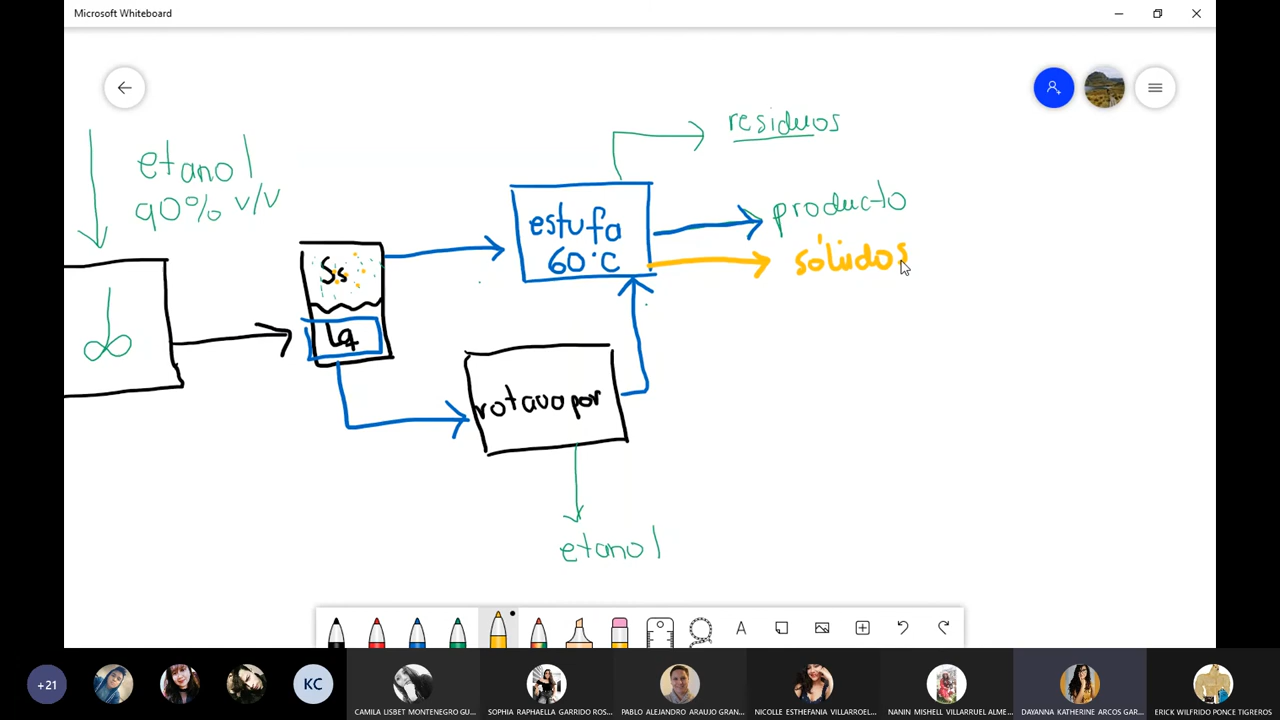 Microsoft Whiteboard
residuos
etanol
90% v/v
producto
estufa
60°C
sólidos
Ss
Lq
rotavapor
etanol
A
+21
KC
CAMILA LISBET MONTENEGRO GU...
SOPHIA RAPHAELLA GARRIDO ROS...
PABLO ALEJANDRO ARAUJO GRAN...
NICOLLE ESTHEFANIA VILLARROEL...
NANIN MISHELL VILLARRUEL ALME...
DAYANNA KATHERINE ARCOS GAR...
ERICK WILFRIDO PONCE TIGREROS